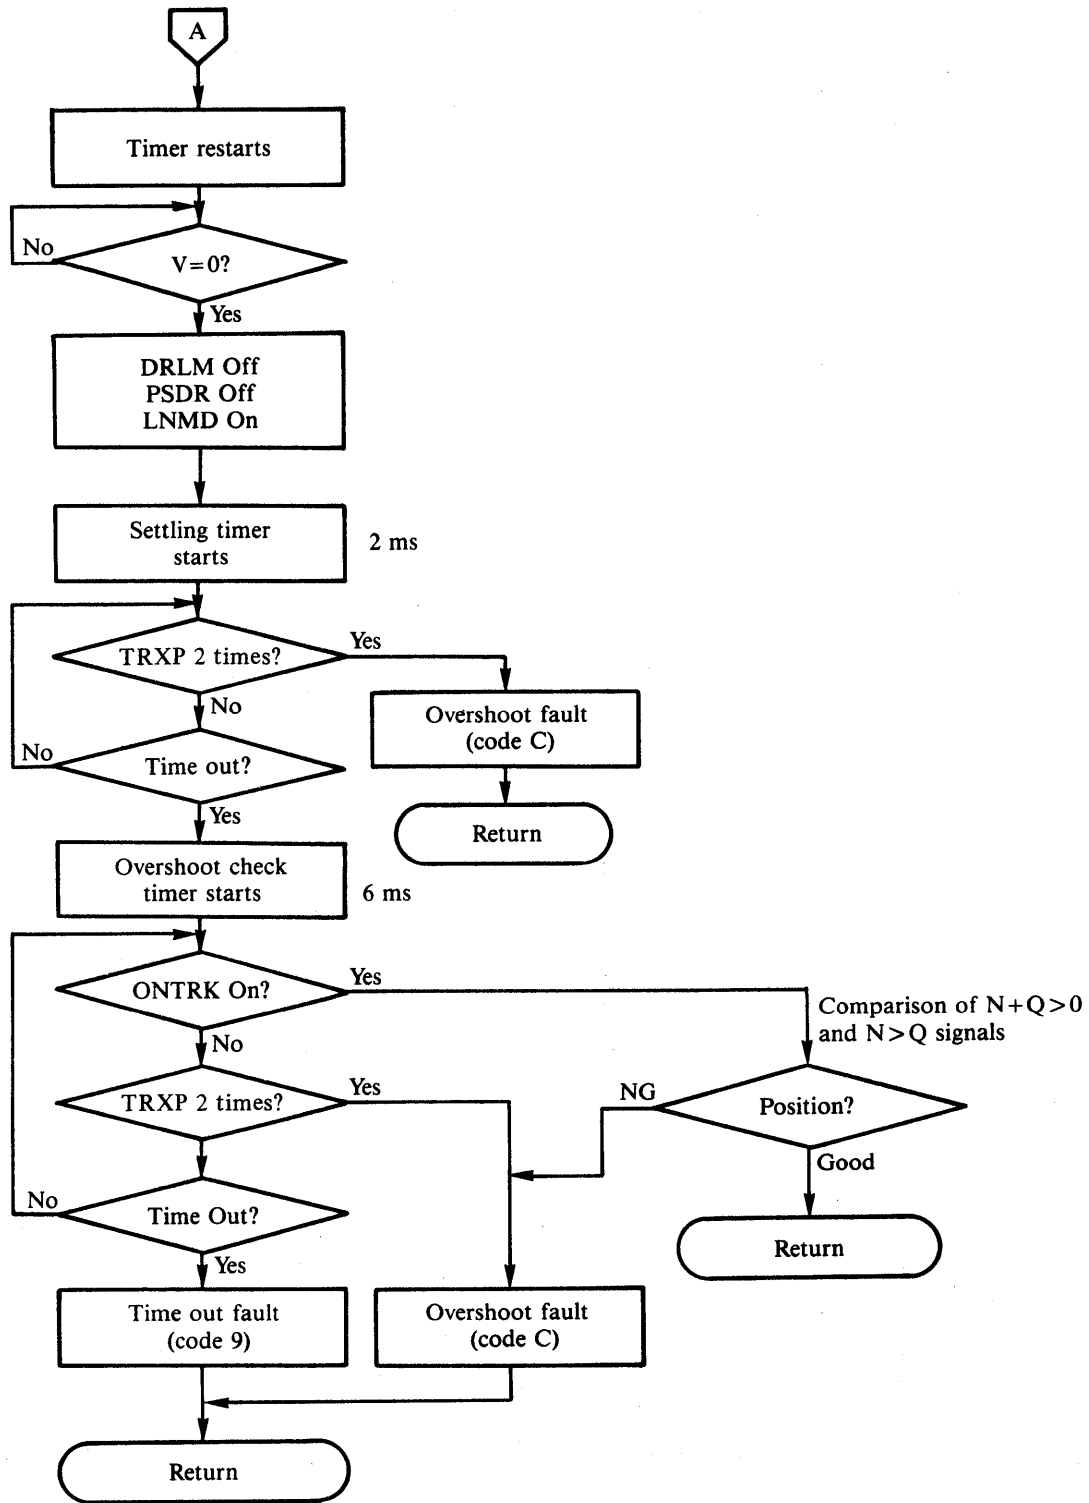 A
Timer restarts
No
V=0?
Yes
DRLM Off
PSDR Off
LNMD On
Settling timer
starts
2 ms
TRXP 2 times?
Yes
No
Overshoot fault
(code C)
No
Time out?
Yes
Return
Overshoot check
timer starts
6 ms
ONTRK On?
Yes
Comparison of N+Q>0
and N>Q signals
No
TRXP 2 times?
Yes
NG
Position?
Good
No
Time Out?
Return
Yes
Time out fault
(code 9)
Overshoot fault
(code C)
Return